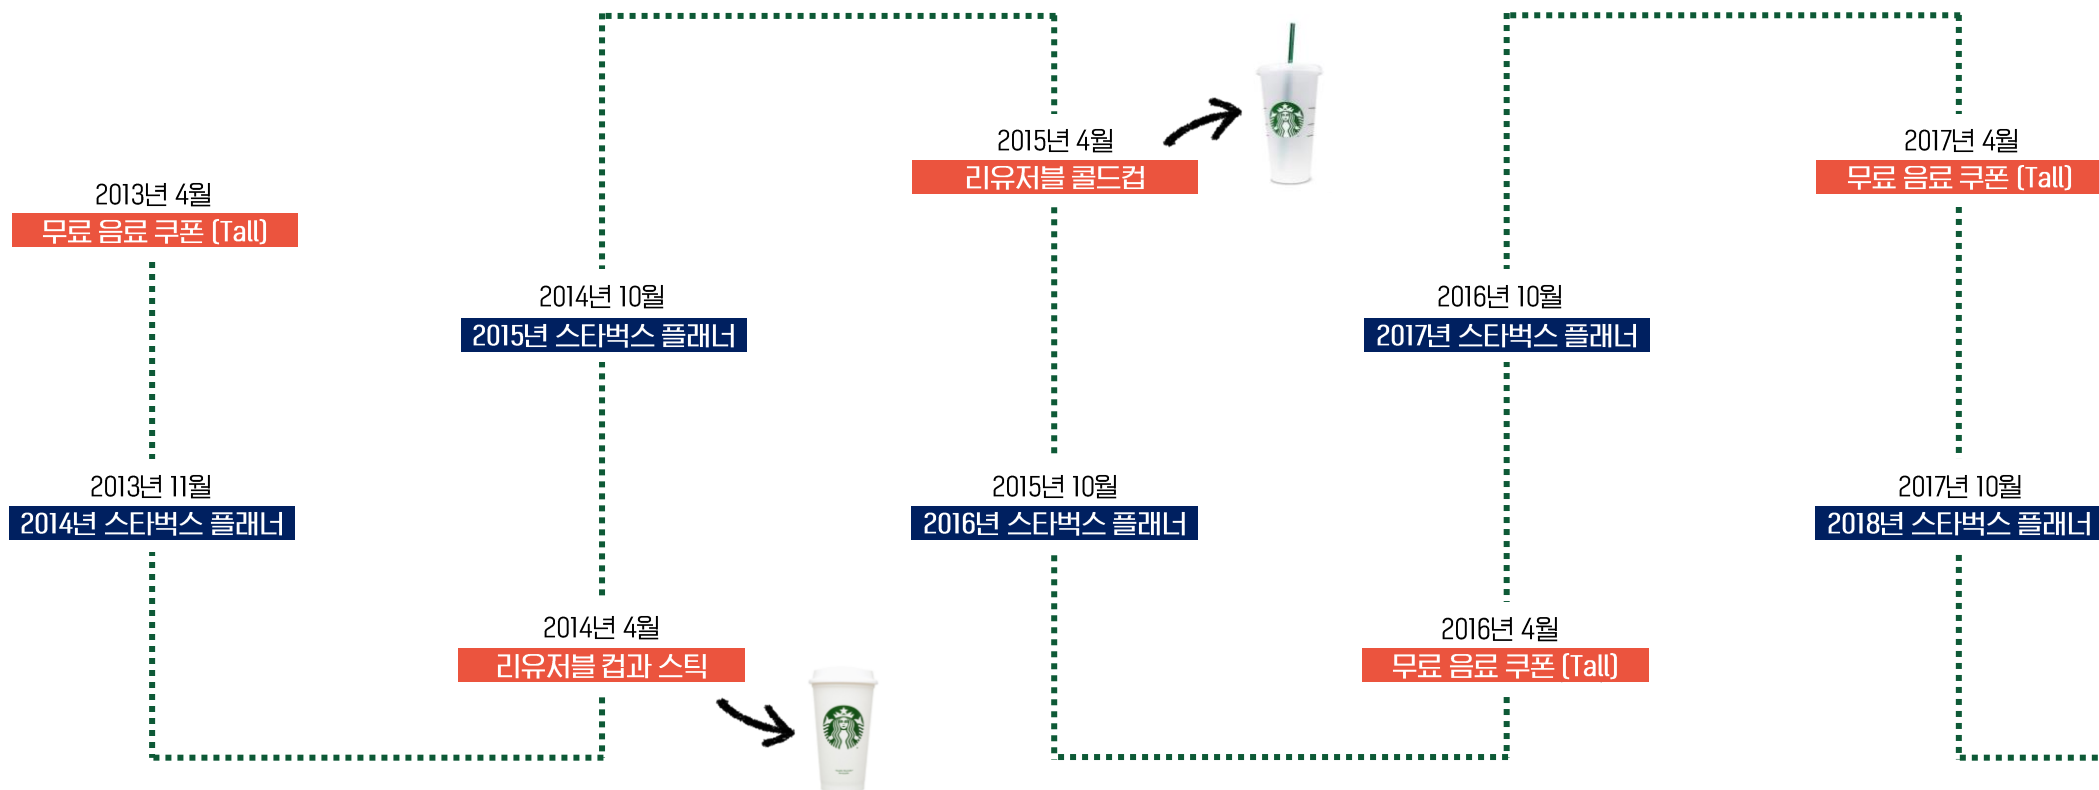 2013년 4월
무료 음료 쿠폰 (Tall)
2013년 11월
2014년 스타벅스 플래너
2014년 4월
리유저블 컵과 스틱
2014년 10월
2015년 스타벅스 플래너
2015년 4월
리유저블 콜드컵
2015년 10월
2016년 스타벅스 플래너
2016년 4월
무료 음료 쿠폰 (Tall)
2016년 10월
2017년 스타벅스 플래너
2017년 4월
무료 음료 쿠폰 (Tall)
2017년 10월
2018년 스타벅스 플래너